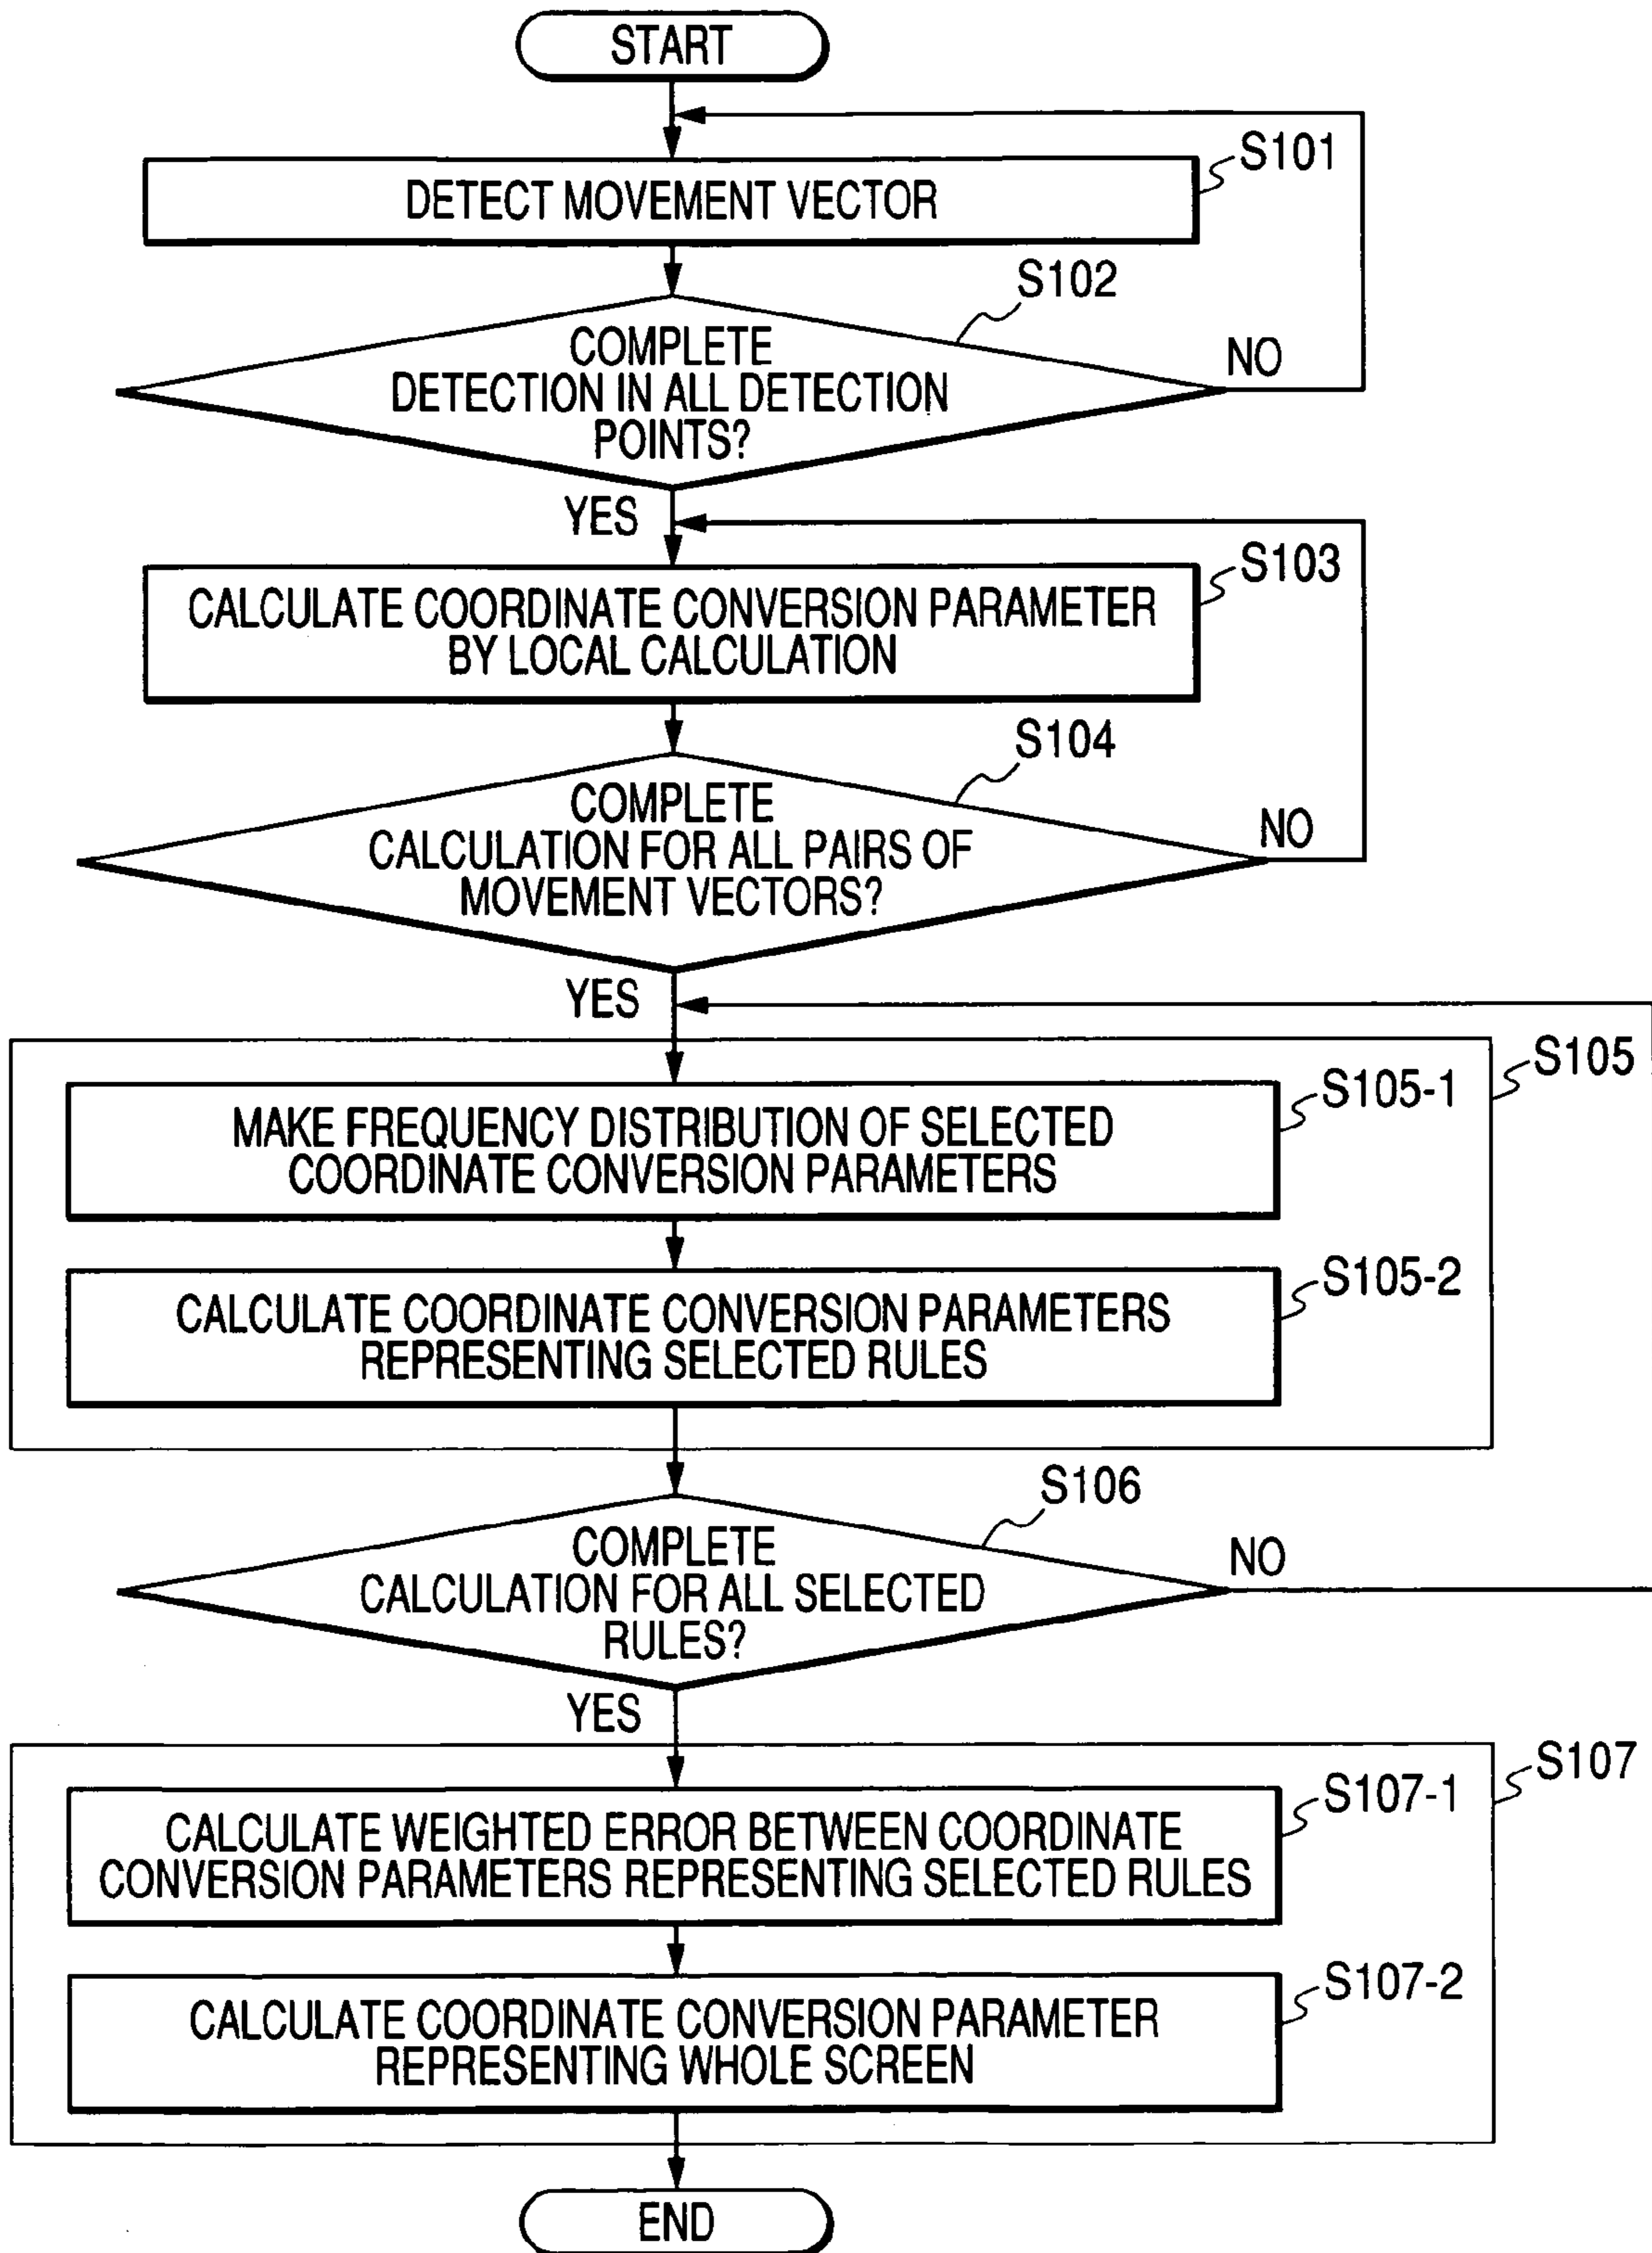 START
S101
DETECT MOVEMENT VECTOR
S102
COMPLETE
DETECTION IN ALL DETECTION
POINTS?
NO
YES
S103
CALCULATE COORDINATE CONVERSION PARAMETER
BY LOCAL CALCULATION
S104
COMPLETE
CALCULATION FOR ALL PAIRS OF
MOVEMENT VECTORS?
NO
YES
S105
S105-1
MAKE FREQUENCY DISTRIBUTION OF SELECTED
COORDINATE CONVERSION PARAMETERS
S105-2
CALCULATE COORDINATE CONVERSION PARAMETERS
REPRESENTING SELECTED RULES
S106
COMPLETE
CALCULATION FOR ALL SELECTED
RULES?
NO
YES
S107
S107-1
CALCULATE WEIGHTED ERROR BETWEEN COORDINATE
CONVERSION PARAMETERS REPRESENTING SELECTED RULES
S107-2
CALCULATE COORDINATE CONVERSION PARAMETER
REPRESENTING WHOLE SCREEN
END